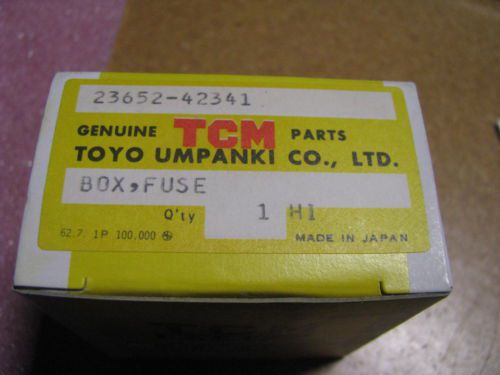 23652-42341
GENUINE TCM PARTS
TOYO UMPANKI CO., LTD.
BOX,FUSE
Q'ty 1 HI
62.7. 1P 100.000 MADE IN JAPAN
TCM